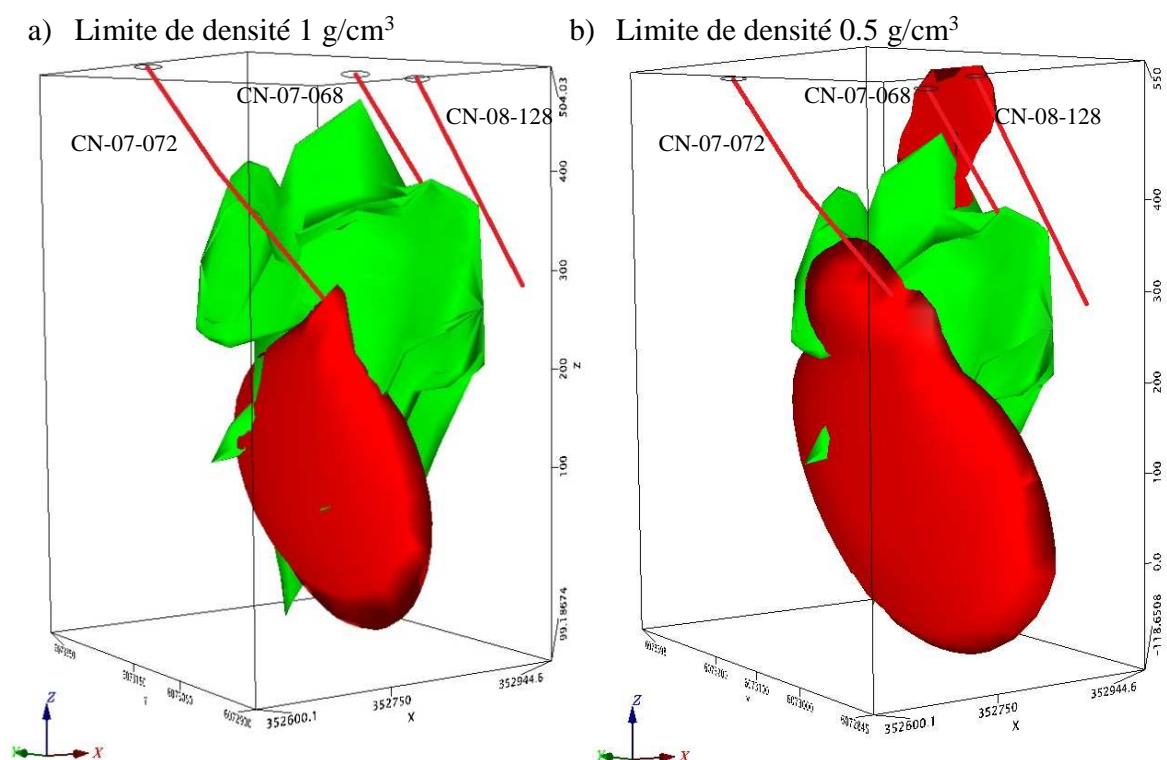 a) Limite de densité 1 g/cm³
CN-07-068
CN-08-128
CN-07-072
504.03
400
300
200
Z
100
99.18674
Y
352600.1
352750
X
352944.6
Z
Y
X
b) Limite de densité 0.5 g/cm³
CN-07-068
CN-08-128
CN-07-072
550
400
300
200
100
0.0
-118.6508
352600.1
352750
X
352944.6
Z
X